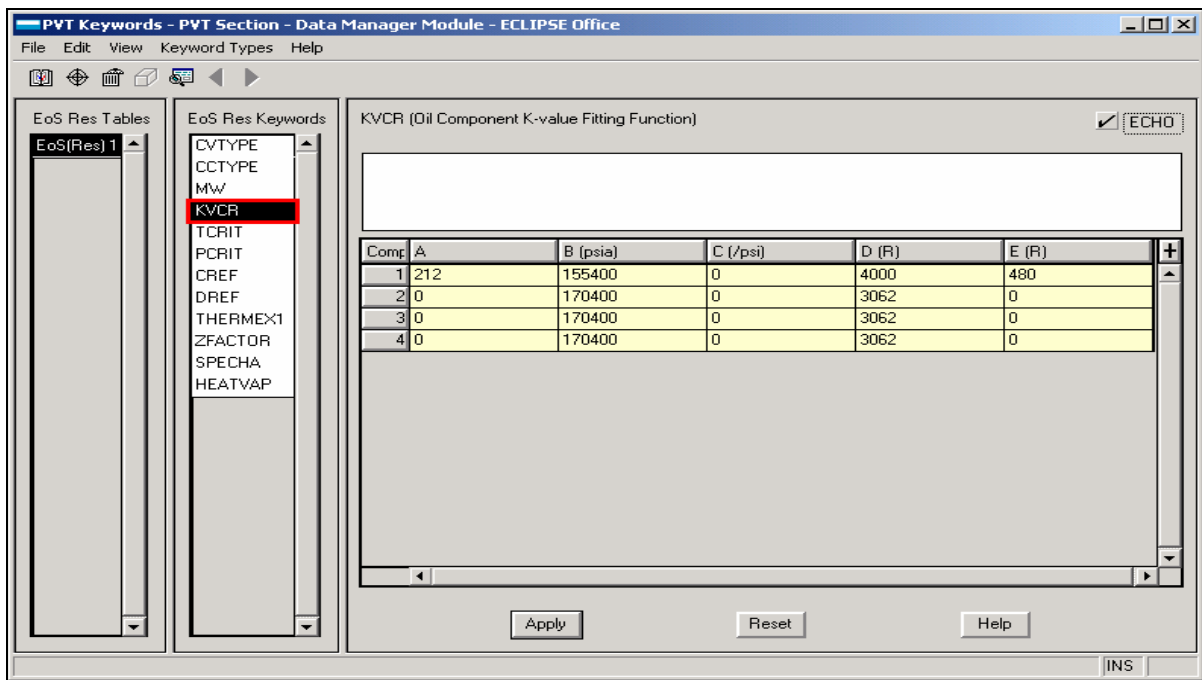 PVT Keywords - PVT Section - Data Manager Module - ECLIPSE Office
File Edit View Keyword Types Help
EoS Res Tables
EoS(Res) 1
EoS Res Keywords
CVTYPE
CCTYPE
MW
KVCR
TCRIT
PCRIT
CREF
DREF
THERMEX1
ZFACTOR
SPECHA
HEATVAP
KVCR (Oil Component K-value Fitting Function)
ECHO
Comp A B (psia) C (/psi) D (R) E (R) +
1 212 155400 0 4000 480
2 0 170400 0 3062 0
3 0 170400 0 3062 0
4 0 170400 0 3062 0
Apply Reset Help
INS